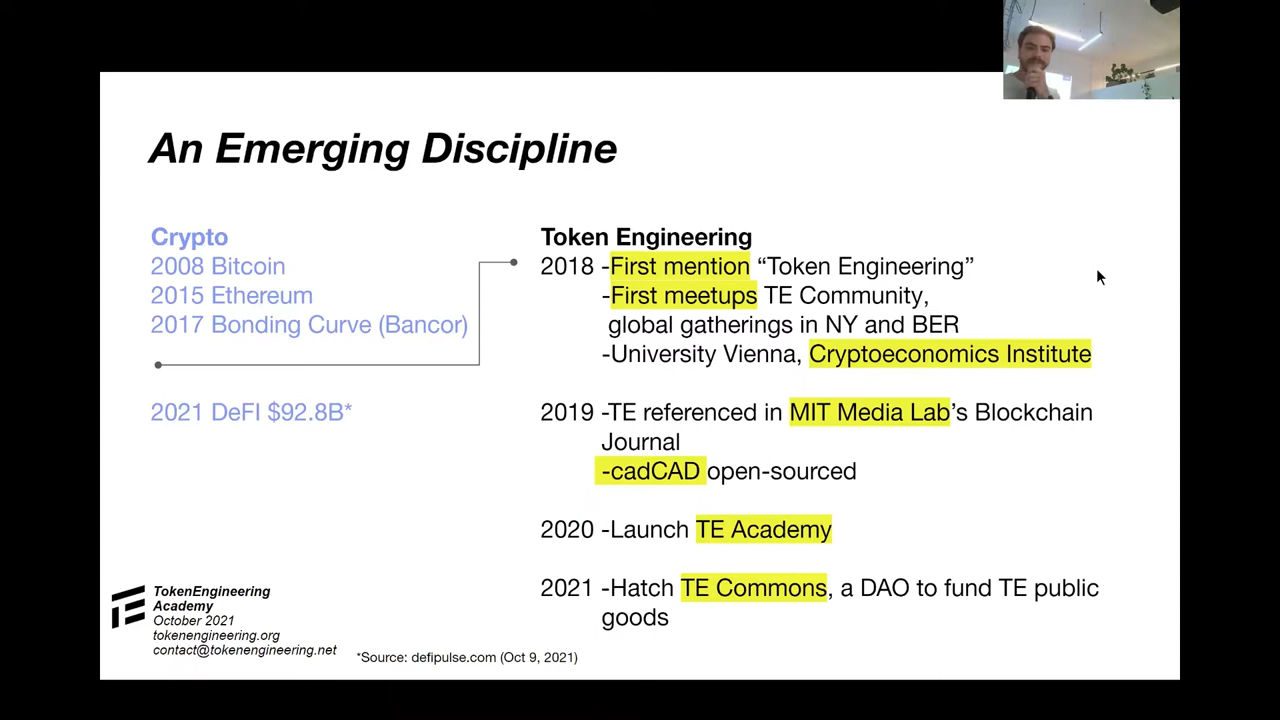 An Emerging Discipline
Crypto
2008 Bitcoin
2015 Ethereum
2017 Bonding Curve (Bancor)
2021 DeFI $92.8B*
Token Engineering
2018 -First mention “Token Engineering”
-First meetups TE Community,
global gatherings in NY and BER
-University Vienna, Cryptoeconomics Institute
2019 -TE referenced in MIT Media Lab’s Blockchain
Journal
-cadCAD open-sourced
2020 -Launch TE Academy
2021 -Hatch TE Commons, a DAO to fund TE public
goods
TE
TokenEngineering
Academy
October 2021
tokenengineering.org
contact@tokenengineering.net
*Source: defipulse.com (Oct 9, 2021)